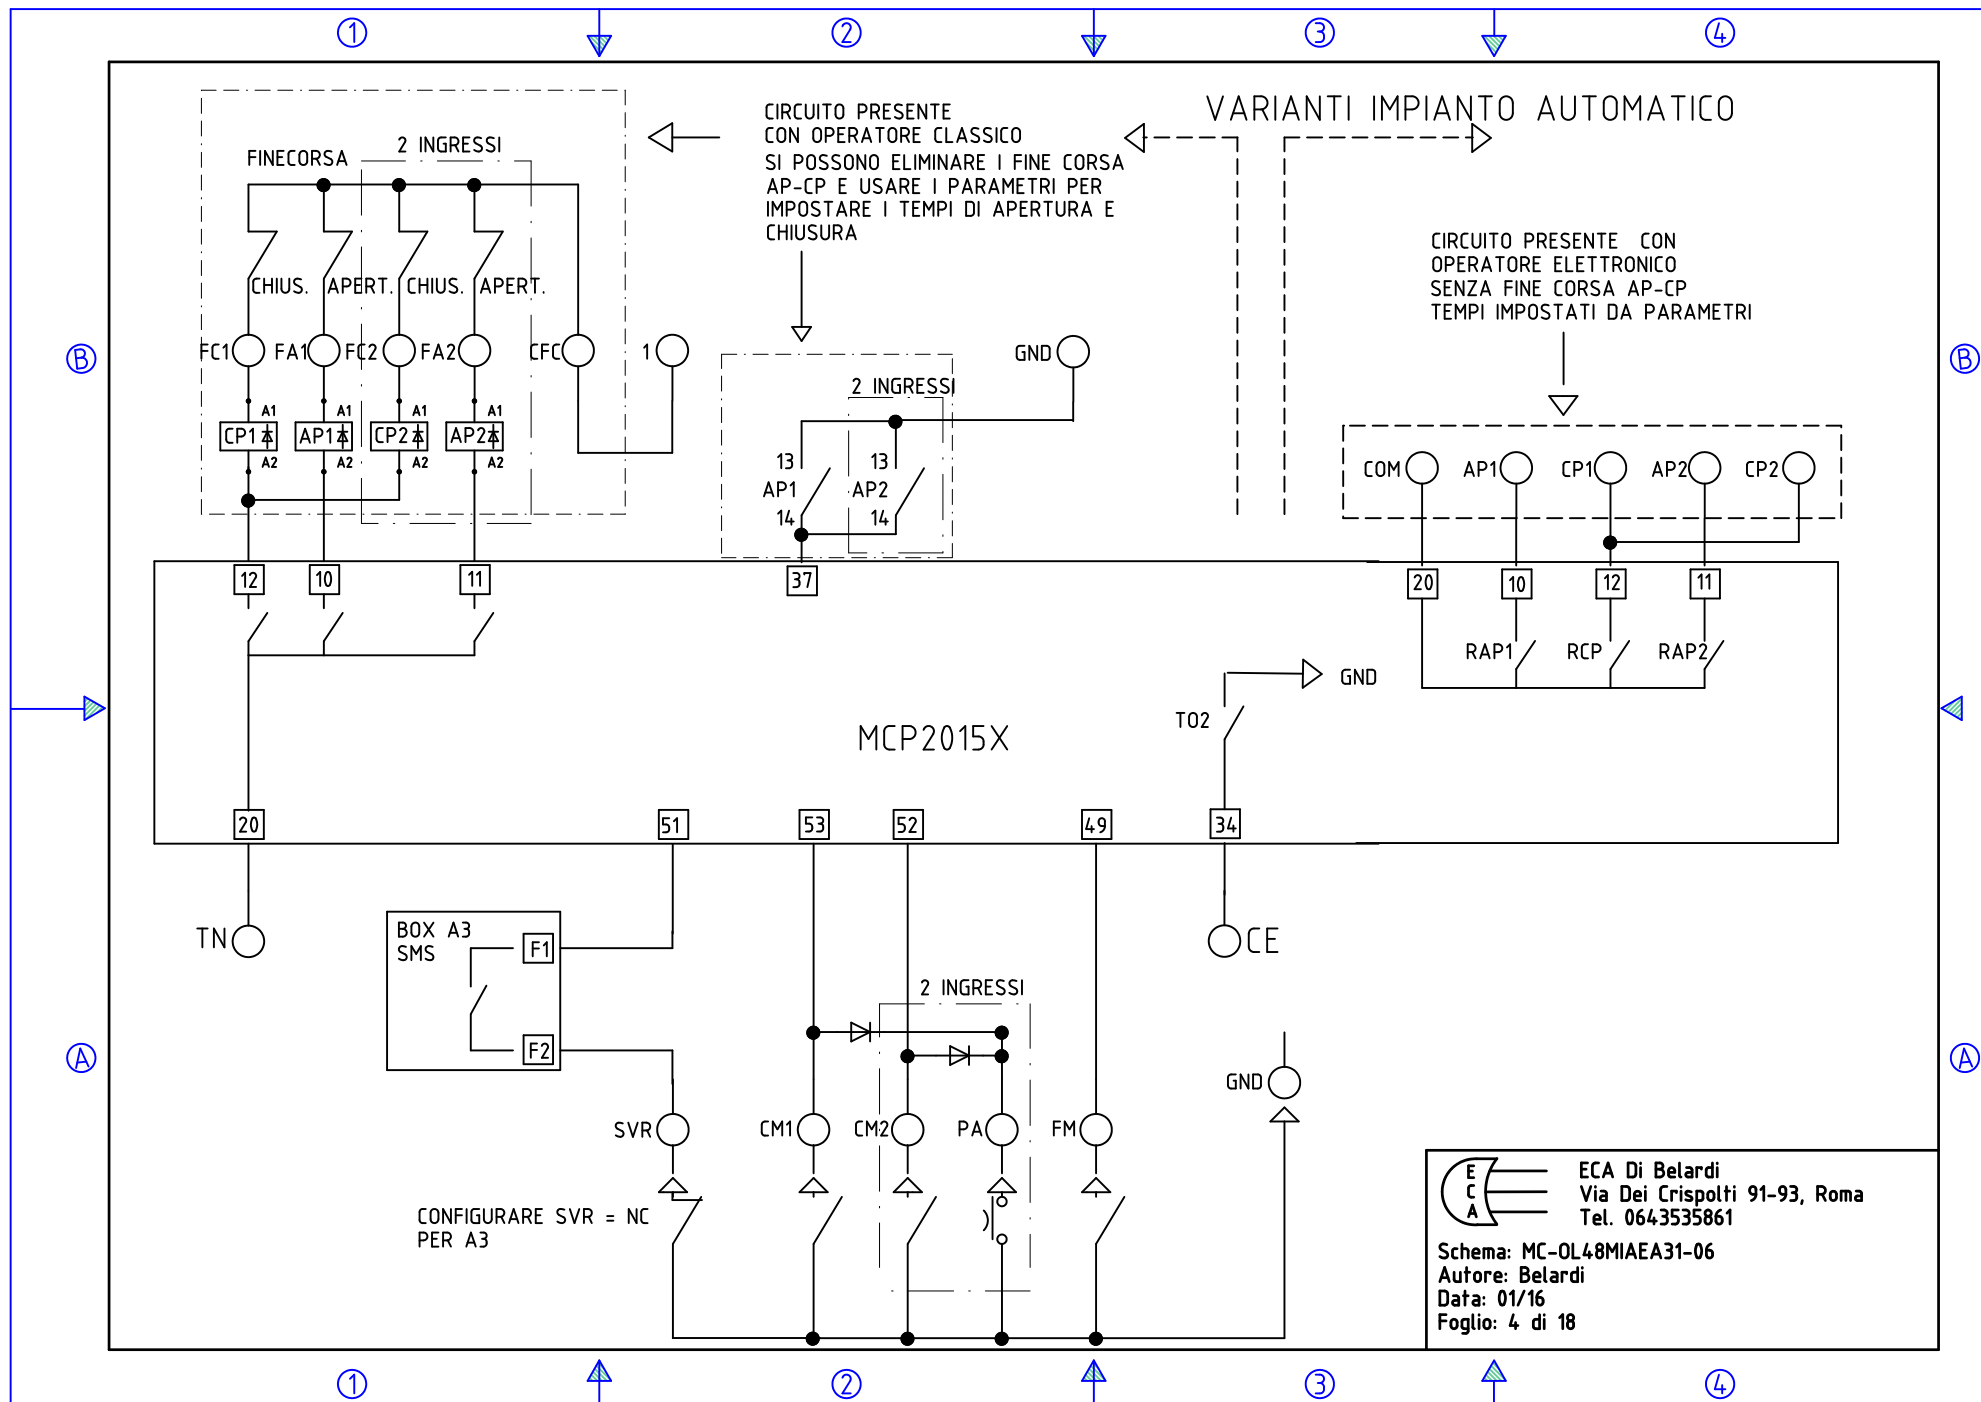 1
2
3
4
VARIANTI IMPIANTO AUTOMATICO
CIRCUITO PRESENTE
CON OPERATORE CLASSICO
SI POSSONO ELIMINARE I FINE CORSA
AP-CP E USARE I PARAMETRI PER
IMPOSTARE I TEMPI DI APERTURA E
CHIUSURA
2 INGRESSI
FINECORSA
CHIUS.
APERT.
CHIUS.
APERT.
CIRCUITO PRESENTE CON
OPERATORE ELETTRONICO
SENZA FINE CORSA AP-CP
TEMPI IMPOSTATI DA PARAMETRI
B
B
FC1
FA1
FC2
FA2
CFC
1
GND
2 INGRESSI
A1
A1
A1
A1
CP1
AP1
CP2
AP2
A2
A2
A2
A2
13
13
AP1
AP2
14
14
COM
AP1
CP1
AP2
CP2
12
10
11
37
20
10
12
11
RAP1
RCP
RAP2
GND
TO2
MCP2015X
20
51
53
52
49
34
TN
BOX A3
SMS
F1
F2
CE
2 INGRESSI
A
A
GND
SVR
CM1
CM2
PA
FM
CONFIGURARE SVR = NC
PER A3
E
C
A
ECA Di Belardi
Via Dei Crispolti 91-93, Roma
Tel. 0643535861
Schema: MC-OL48MIAEA31-06
Autore: Belardi
Data: 01/16
Foglio: 4 di 18
1
2
3
4